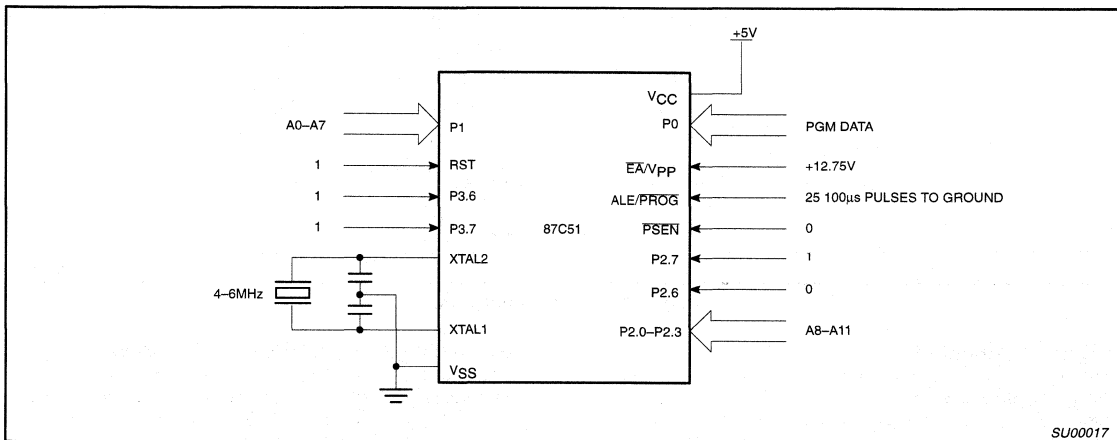 +5V
VCC
P0
PGM DATA
A0–A7
P1
1
RST
EA/VPP
+12.75V
1
P3.6
ALE/PROG
25 100µs PULSES TO GROUND
1
P3.7
87C51
PSEN
0
XTAL2
P2.7
1
4–6MHz
P2.6
0
XTAL1
P2.0–P2.3
A8–A11
VSS
SU00017